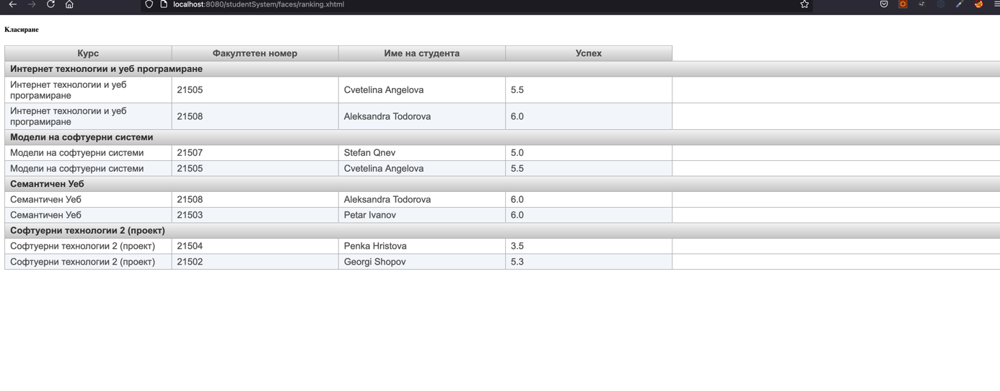 localhost:8080/studentSystem/faces/ranking.xhtml
Класиране
Курс Факултетен номер Име на студента Успех
Интернет технологии и уеб програмиране
Интернет технологии и уеб
програмиране 21505 Cvetelina Angelova 5.5
Интернет технологии и уеб
програмиране 21508 Aleksandra Todorova 6.0
Модели на софтуерни системи
Модели на софтуерни системи 21507 Stefan Qnev 5.0
Модели на софтуерни системи 21505 Cvetelina Angelova 5.5
Семантичен Уеб
Семантичен Уеб 21508 Aleksandra Todorova 6.0
Семантичен Уеб 21503 Petar Ivanov 6.0
Софтуерни технологии 2 (проект)
Софтуерни технологии 2 (проект) 21504 Penka Hristova 3.5
Софтуерни технологии 2 (проект) 21502 Georgi Shopov 5.3